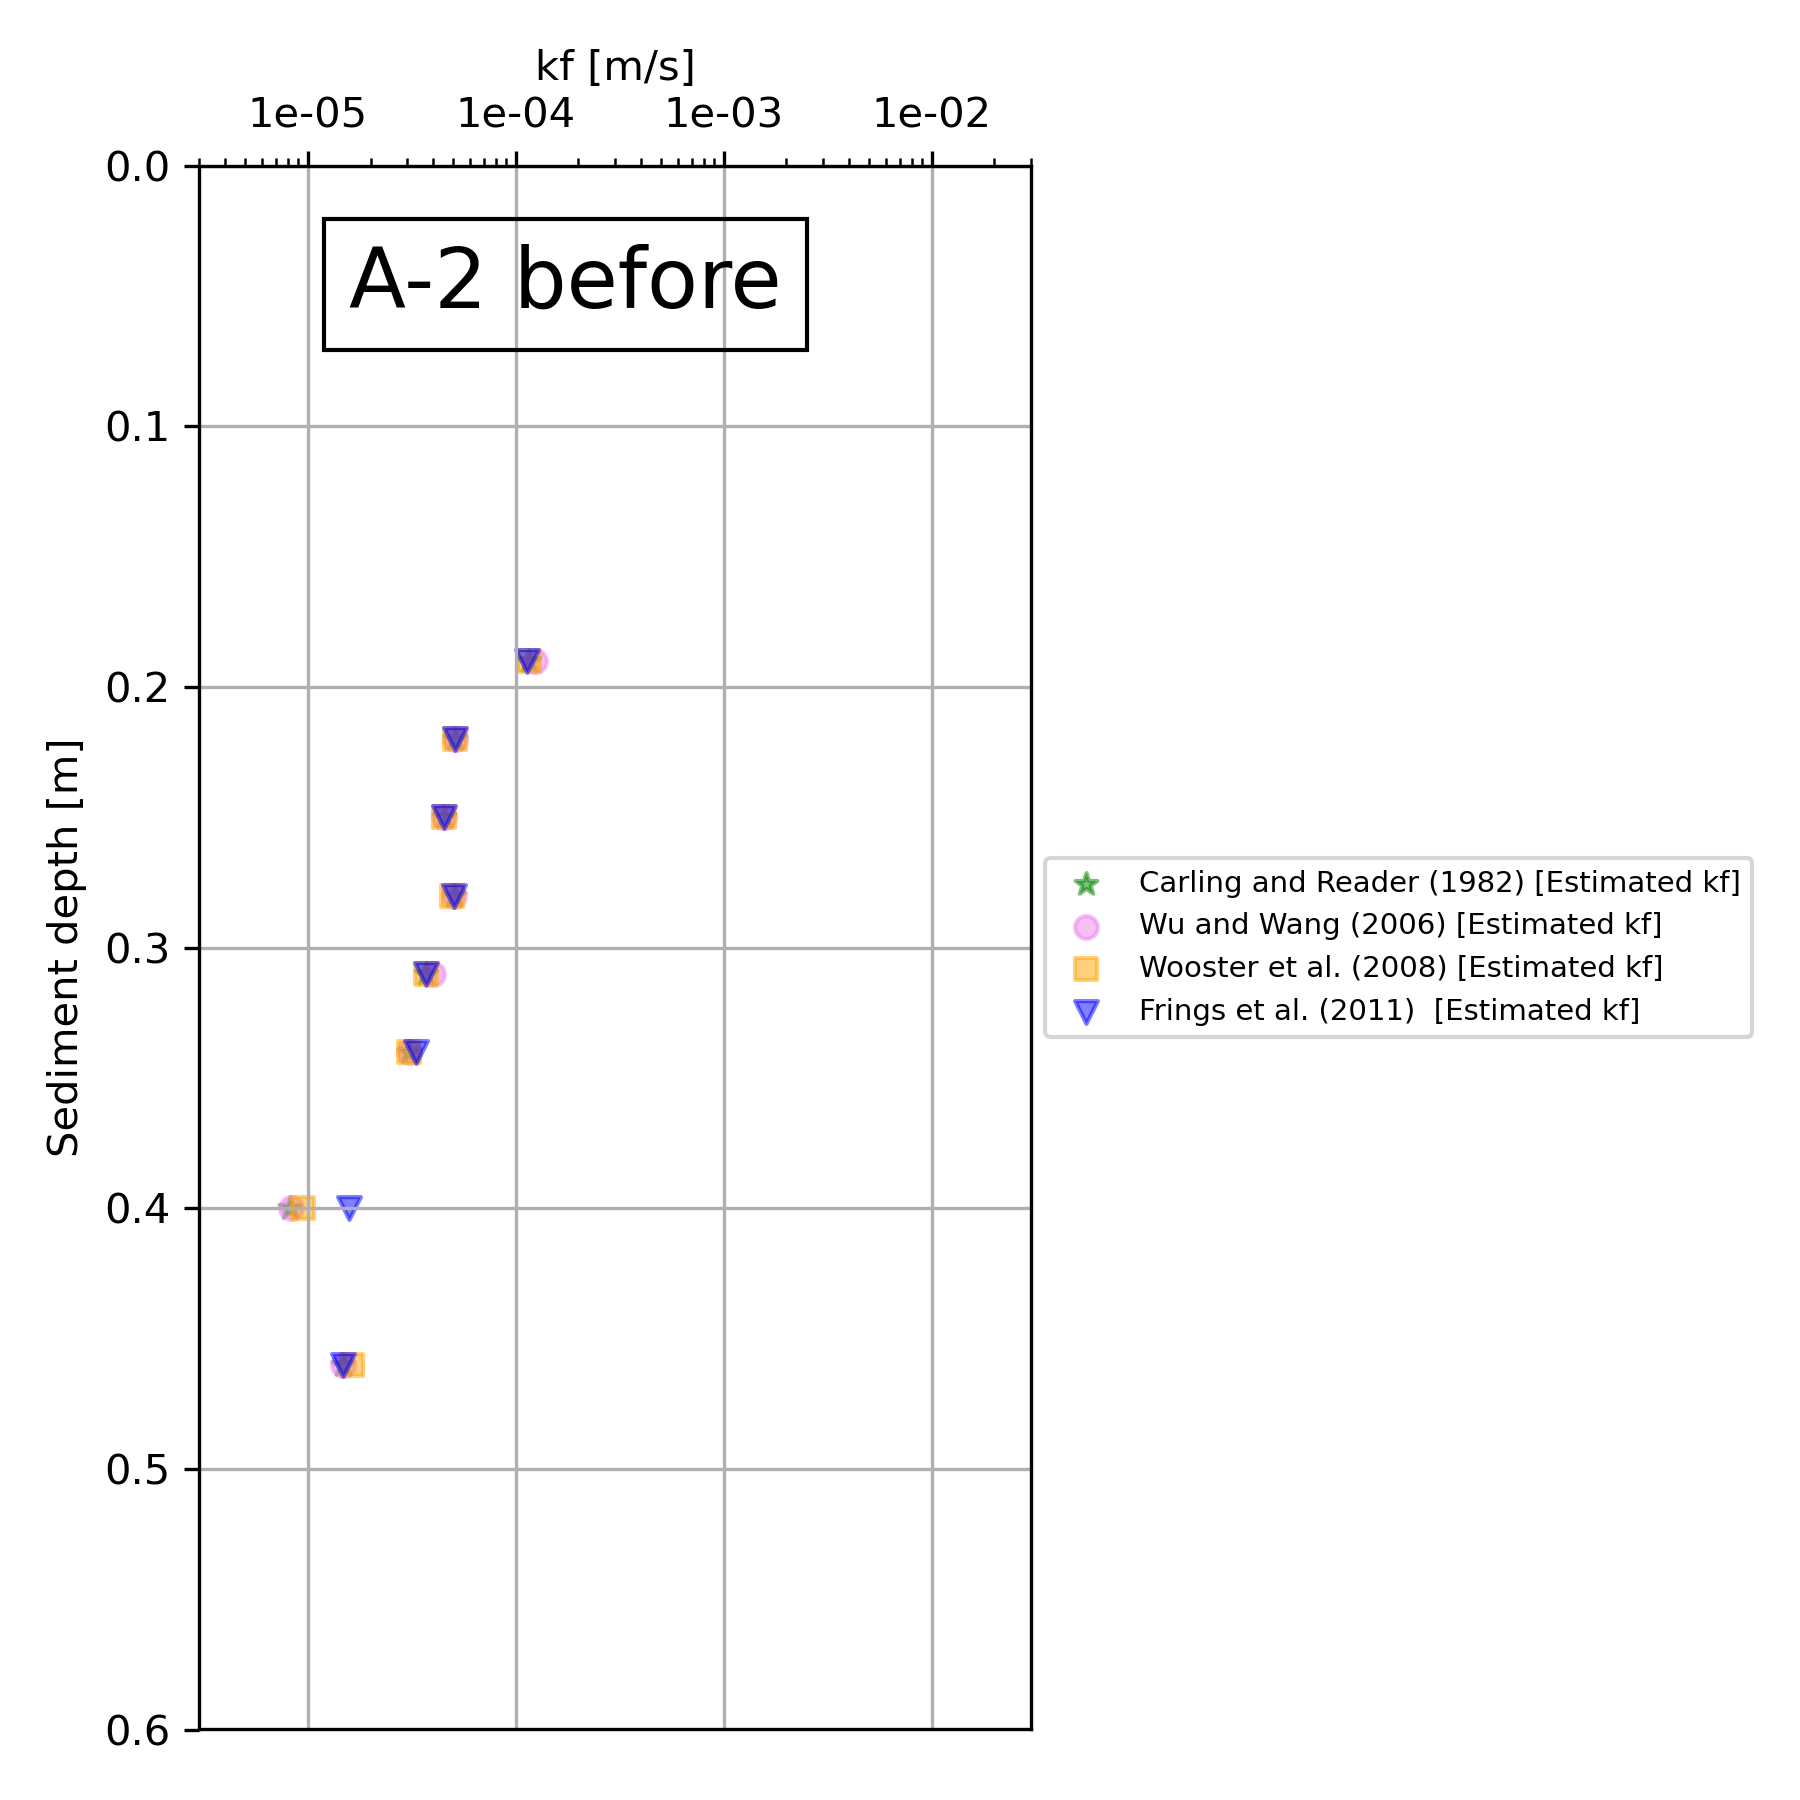 kf [m/s]
1e-05 1e-04 1e-03 1e-02
0.0
A-2 before
0.1
0.2
0.3
0.4
0.5
0.6
Sediment depth [m]
Carling and Reader (1982) [Estimated kf]
Wu and Wang (2006) [Estimated kf]
Wooster et al. (2008) [Estimated kf]
Frings et al. (2011)  [Estimated kf]